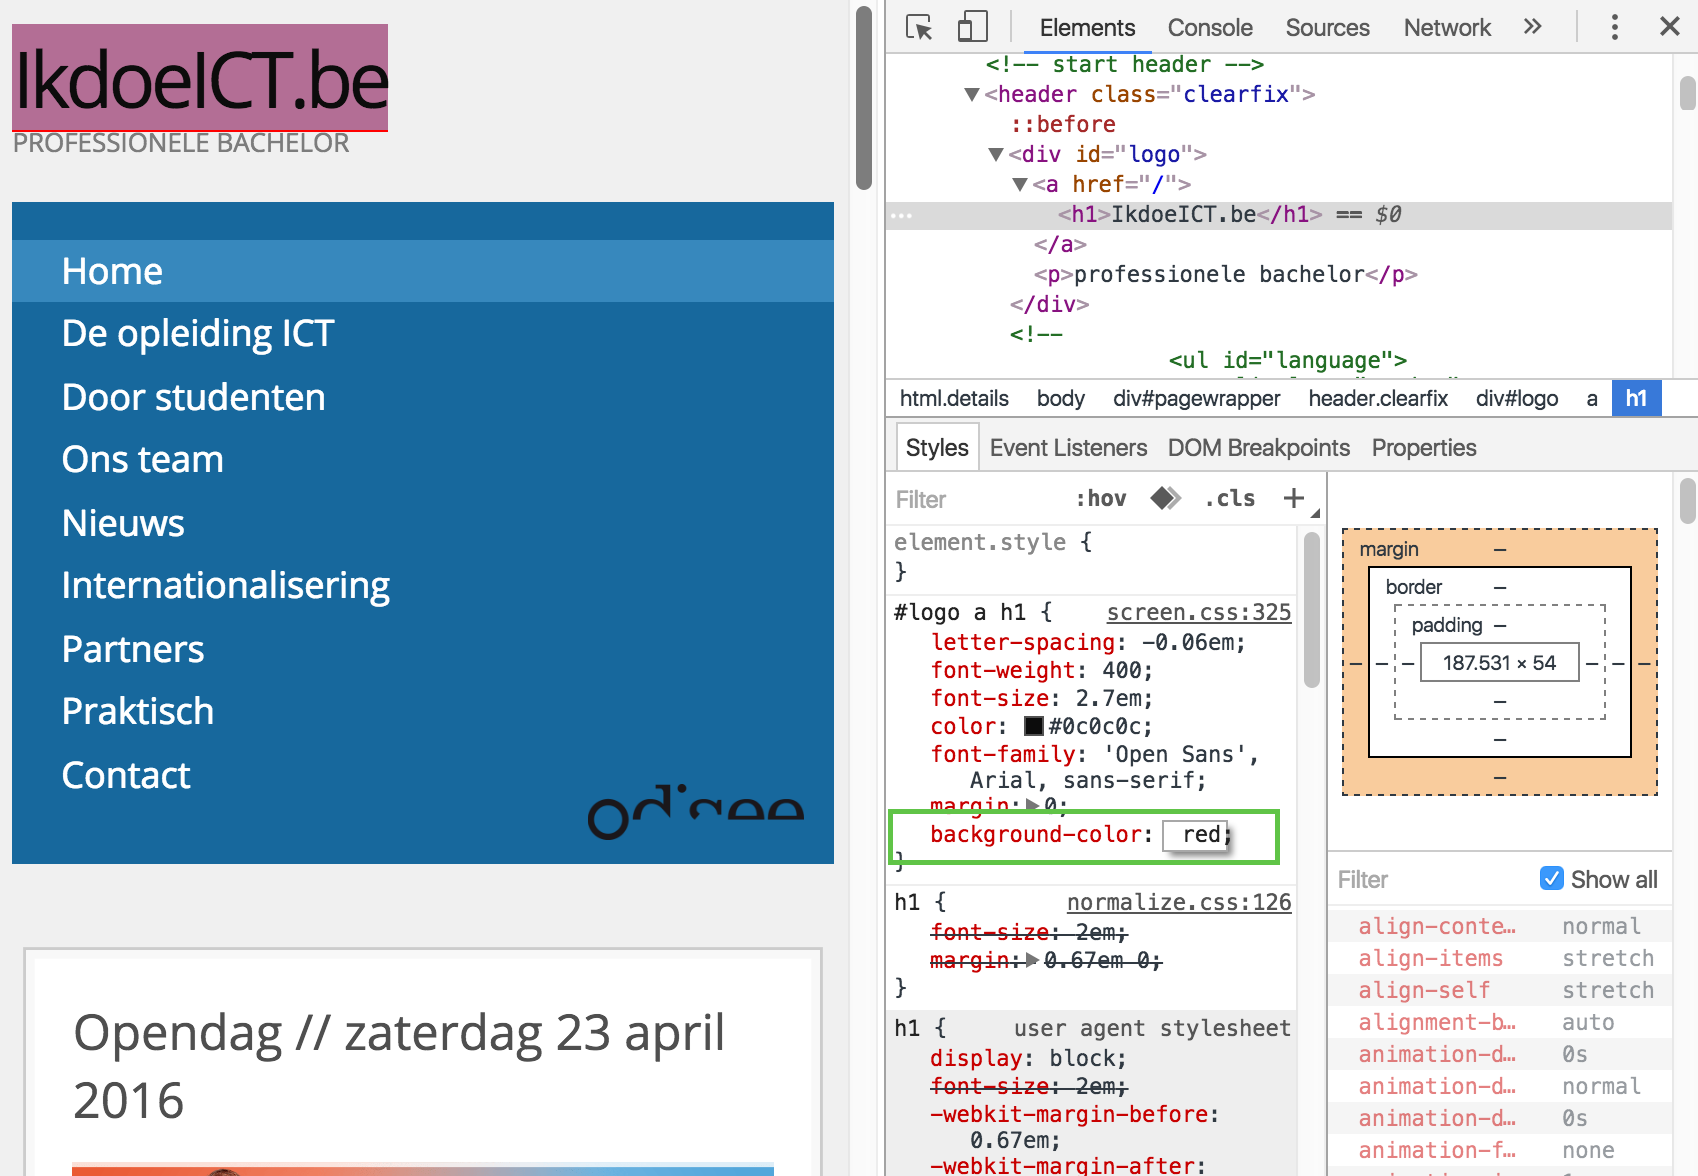 IkdoeICT.be
PROFESSIONELE BACHELOR
Home
De opleiding ICT
Door studenten
Ons team
Nieuws
Internationalisering
Partners
Praktisch
Contact
odisee
Opendag // zaterdag 23 april
2016
Elements Console Sources Network »
<!-- start header -->
▼<header class="clearfix">
::before
▼<div id="logo">
▼<a href="/">
... <h1>IkdoeICT.be</h1> == $0
</a>
<p>professionele bachelor</p>
</div>
<!--
<ul id="language">
html.details body div#pagewrapper header.clearfix div#logo a h1
Styles Event Listeners DOM Breakpoints Properties
Filter :hov .cls +
element.style {
}
#logo a h1 { screen.css:325
letter-spacing: -0.06em;
font-weight: 400;
font-size: 2.7em;
color: #0c0c0c;
font-family: 'Open Sans',
Arial, sans-serif;
margin:▶0;
background-color: red;
}
h1 { normalize.css:126
font-size: 2em;
margin:▶0.67em 0;
}
h1 { user agent stylesheet
display: block;
font-size: 2em;
-webkit-margin-before:
0.67em;
-webkit-margin-after:
margin –
border –
padding –
– – – 187.531 × 54 – – –
–
–
–
Filter Show all
align-conte… normal
align-items stretch
align-self stretch
alignment-b… auto
animation-d… 0s
animation-d… normal
animation-d… 0s
animation-f… none